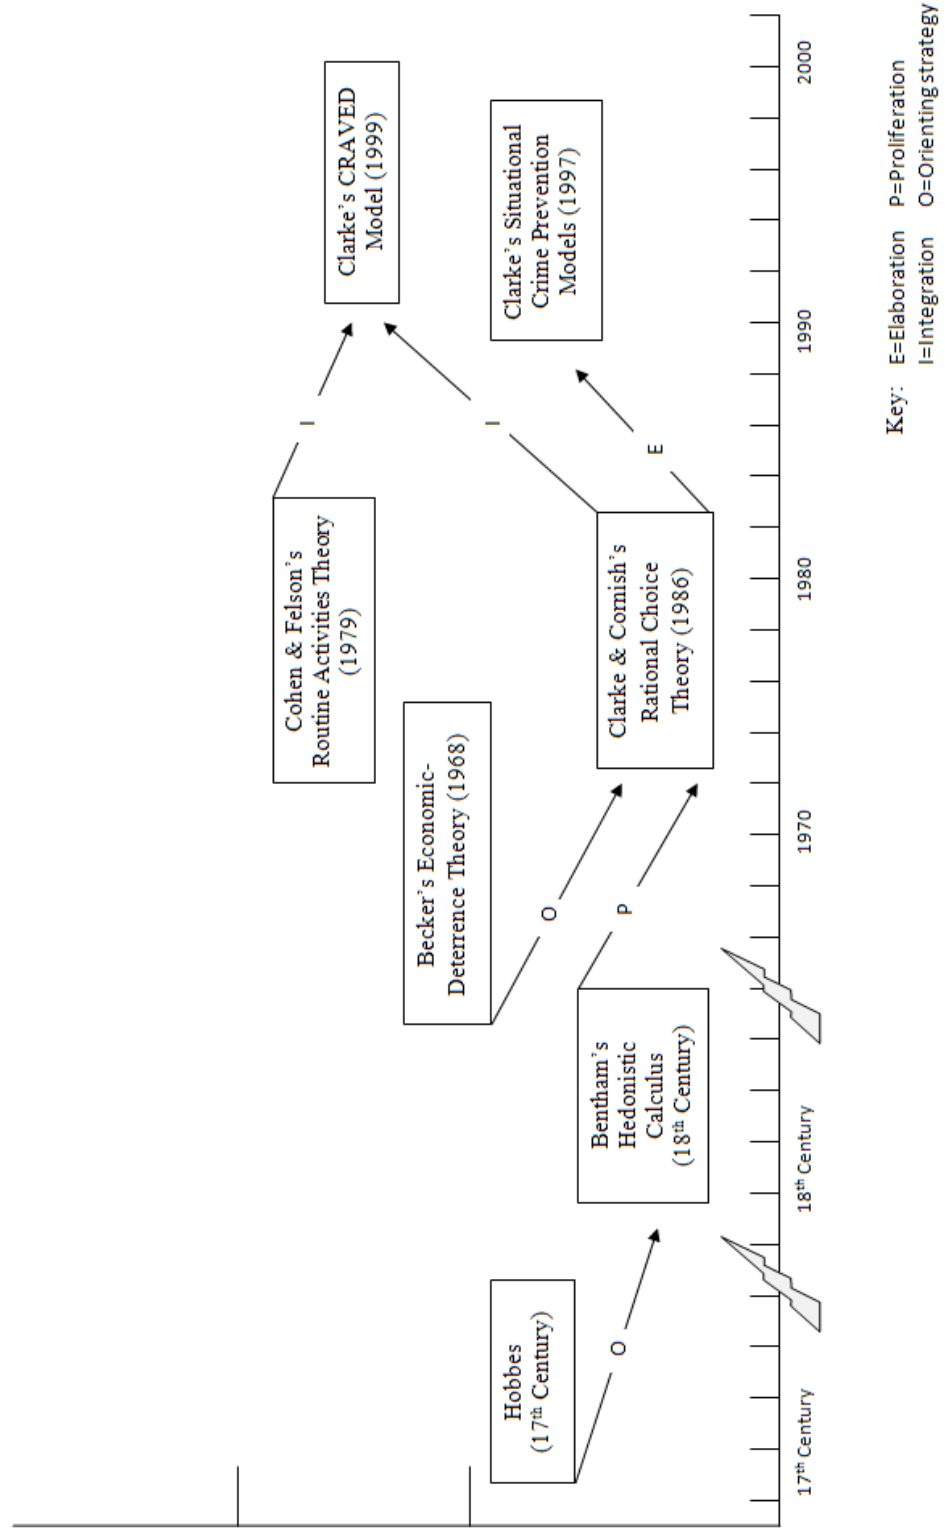 Clarke's CRAVED
Model (1999)
Clarke's Situational
Crime Prevention
Models (1997)
I
I
E
Cohen & Felson's
Routine Activities Theory
(1979)
Becker's Economic-
Deterrence Theory (1968)
Clarke & Cornish's
Rational Choice
Theory (1986)
O
P
Hobbes
(17th Century)
O
Bentham's
Hedonistic
Calculus
(18th Century)
17th Century
18th Century
1970
1980
1990
2000
Key: E=Elaboration P=Proliferation
I=Integration O=Orienting strategy